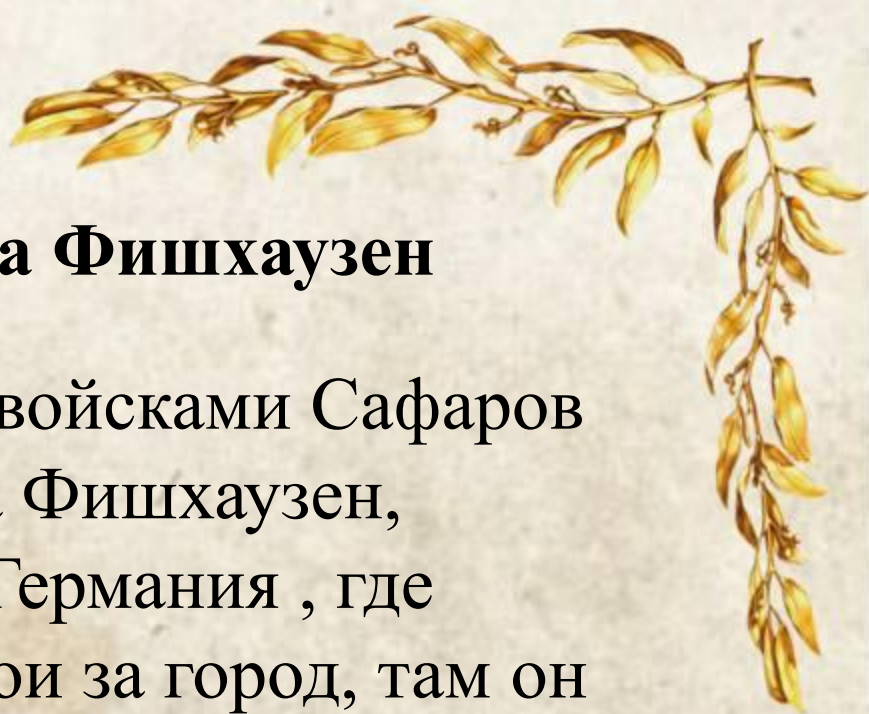 а Фишхаузен
войсками Сафаров
Фишхаузен,
Германия , где
ои за город, там он